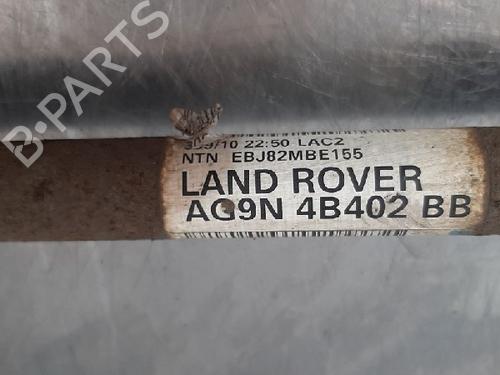 B-PARTS
22:50 LAC2
NTN EBJ82MBE155
LAND ROVER
AG9N 4B402 BB